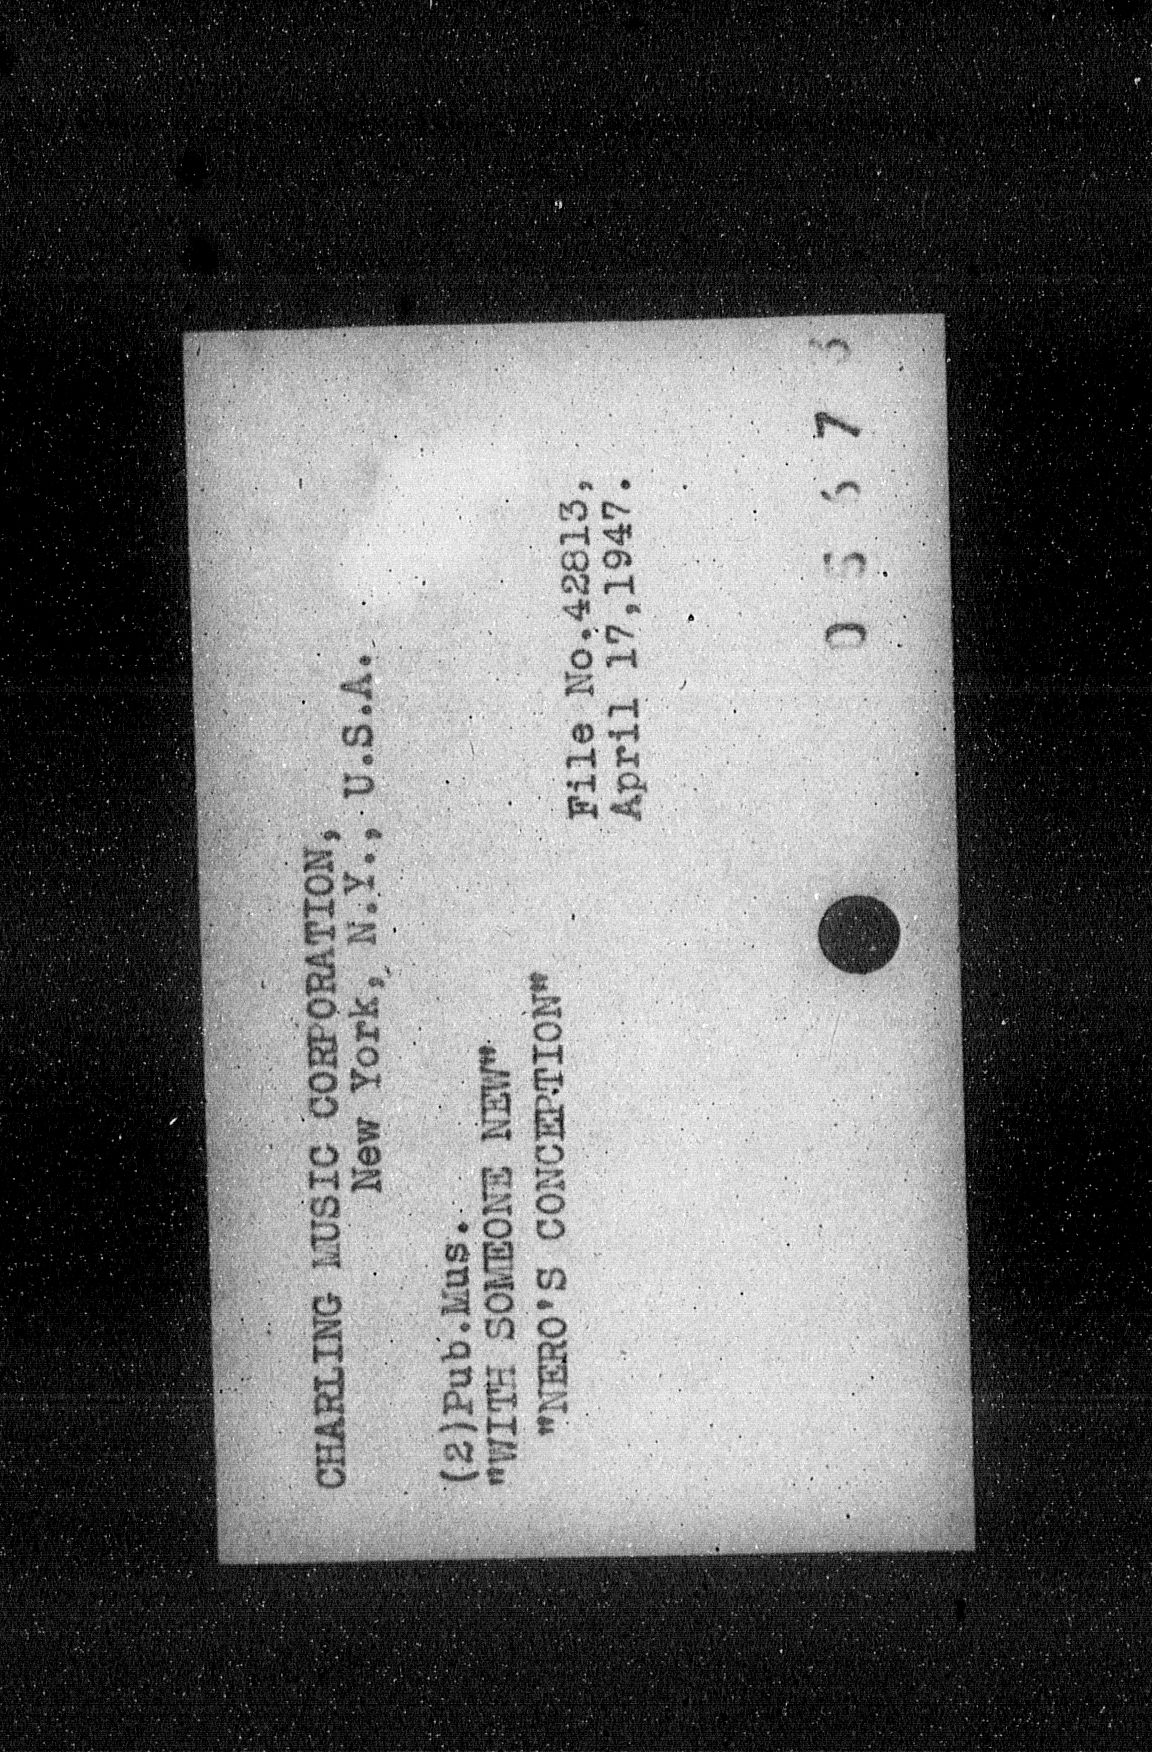 CHARLING MUSIC CORPORATION,
New York, N.Y., U.S.A.
(2)Pub.Mus.
"WITH SOMEONE NEW"
"NERO'S CONCEPTION"
File No.42813,
April 17,1947.